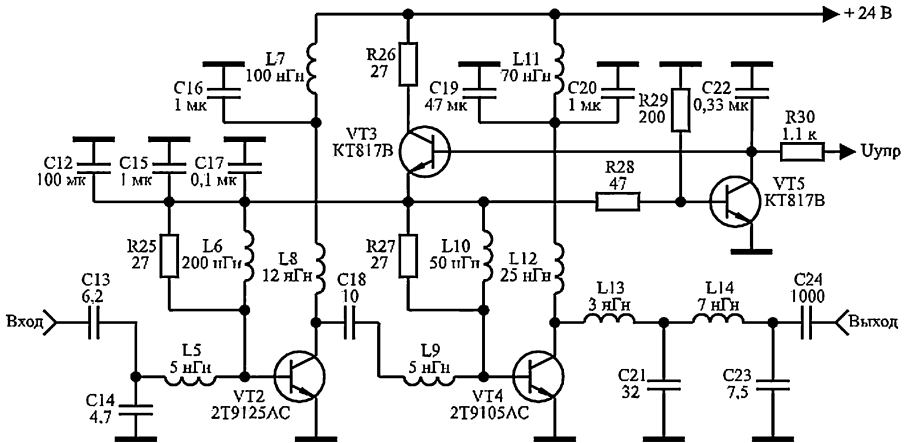 + 24 В
L7
100 нГн
R26
27
L11
70 нГн
C16
1 мк
C19
47 мк
C20
1 мк
R29
200
C22
0,33 мк
R30
1.1 к
Uупр
VT3
КТ817В
C12
100 мк
C15
1 мк
C17
0,1 мк
R28
47
VT5
КТ817В
R25
27
L6
200 нГн
L8
12 нГн
R27
27
L10
50 нГн
L12
25 нГн
C13
6,2
C18
10
L13
3 нГн
L14
7 нГн
C24
1000
Вход
Выход
L5
5 нГн
L9
5 нГн
C14
4,7
VT2
2Т9125АС
VT4
2Т9105АС
C21
32
C23
7,5